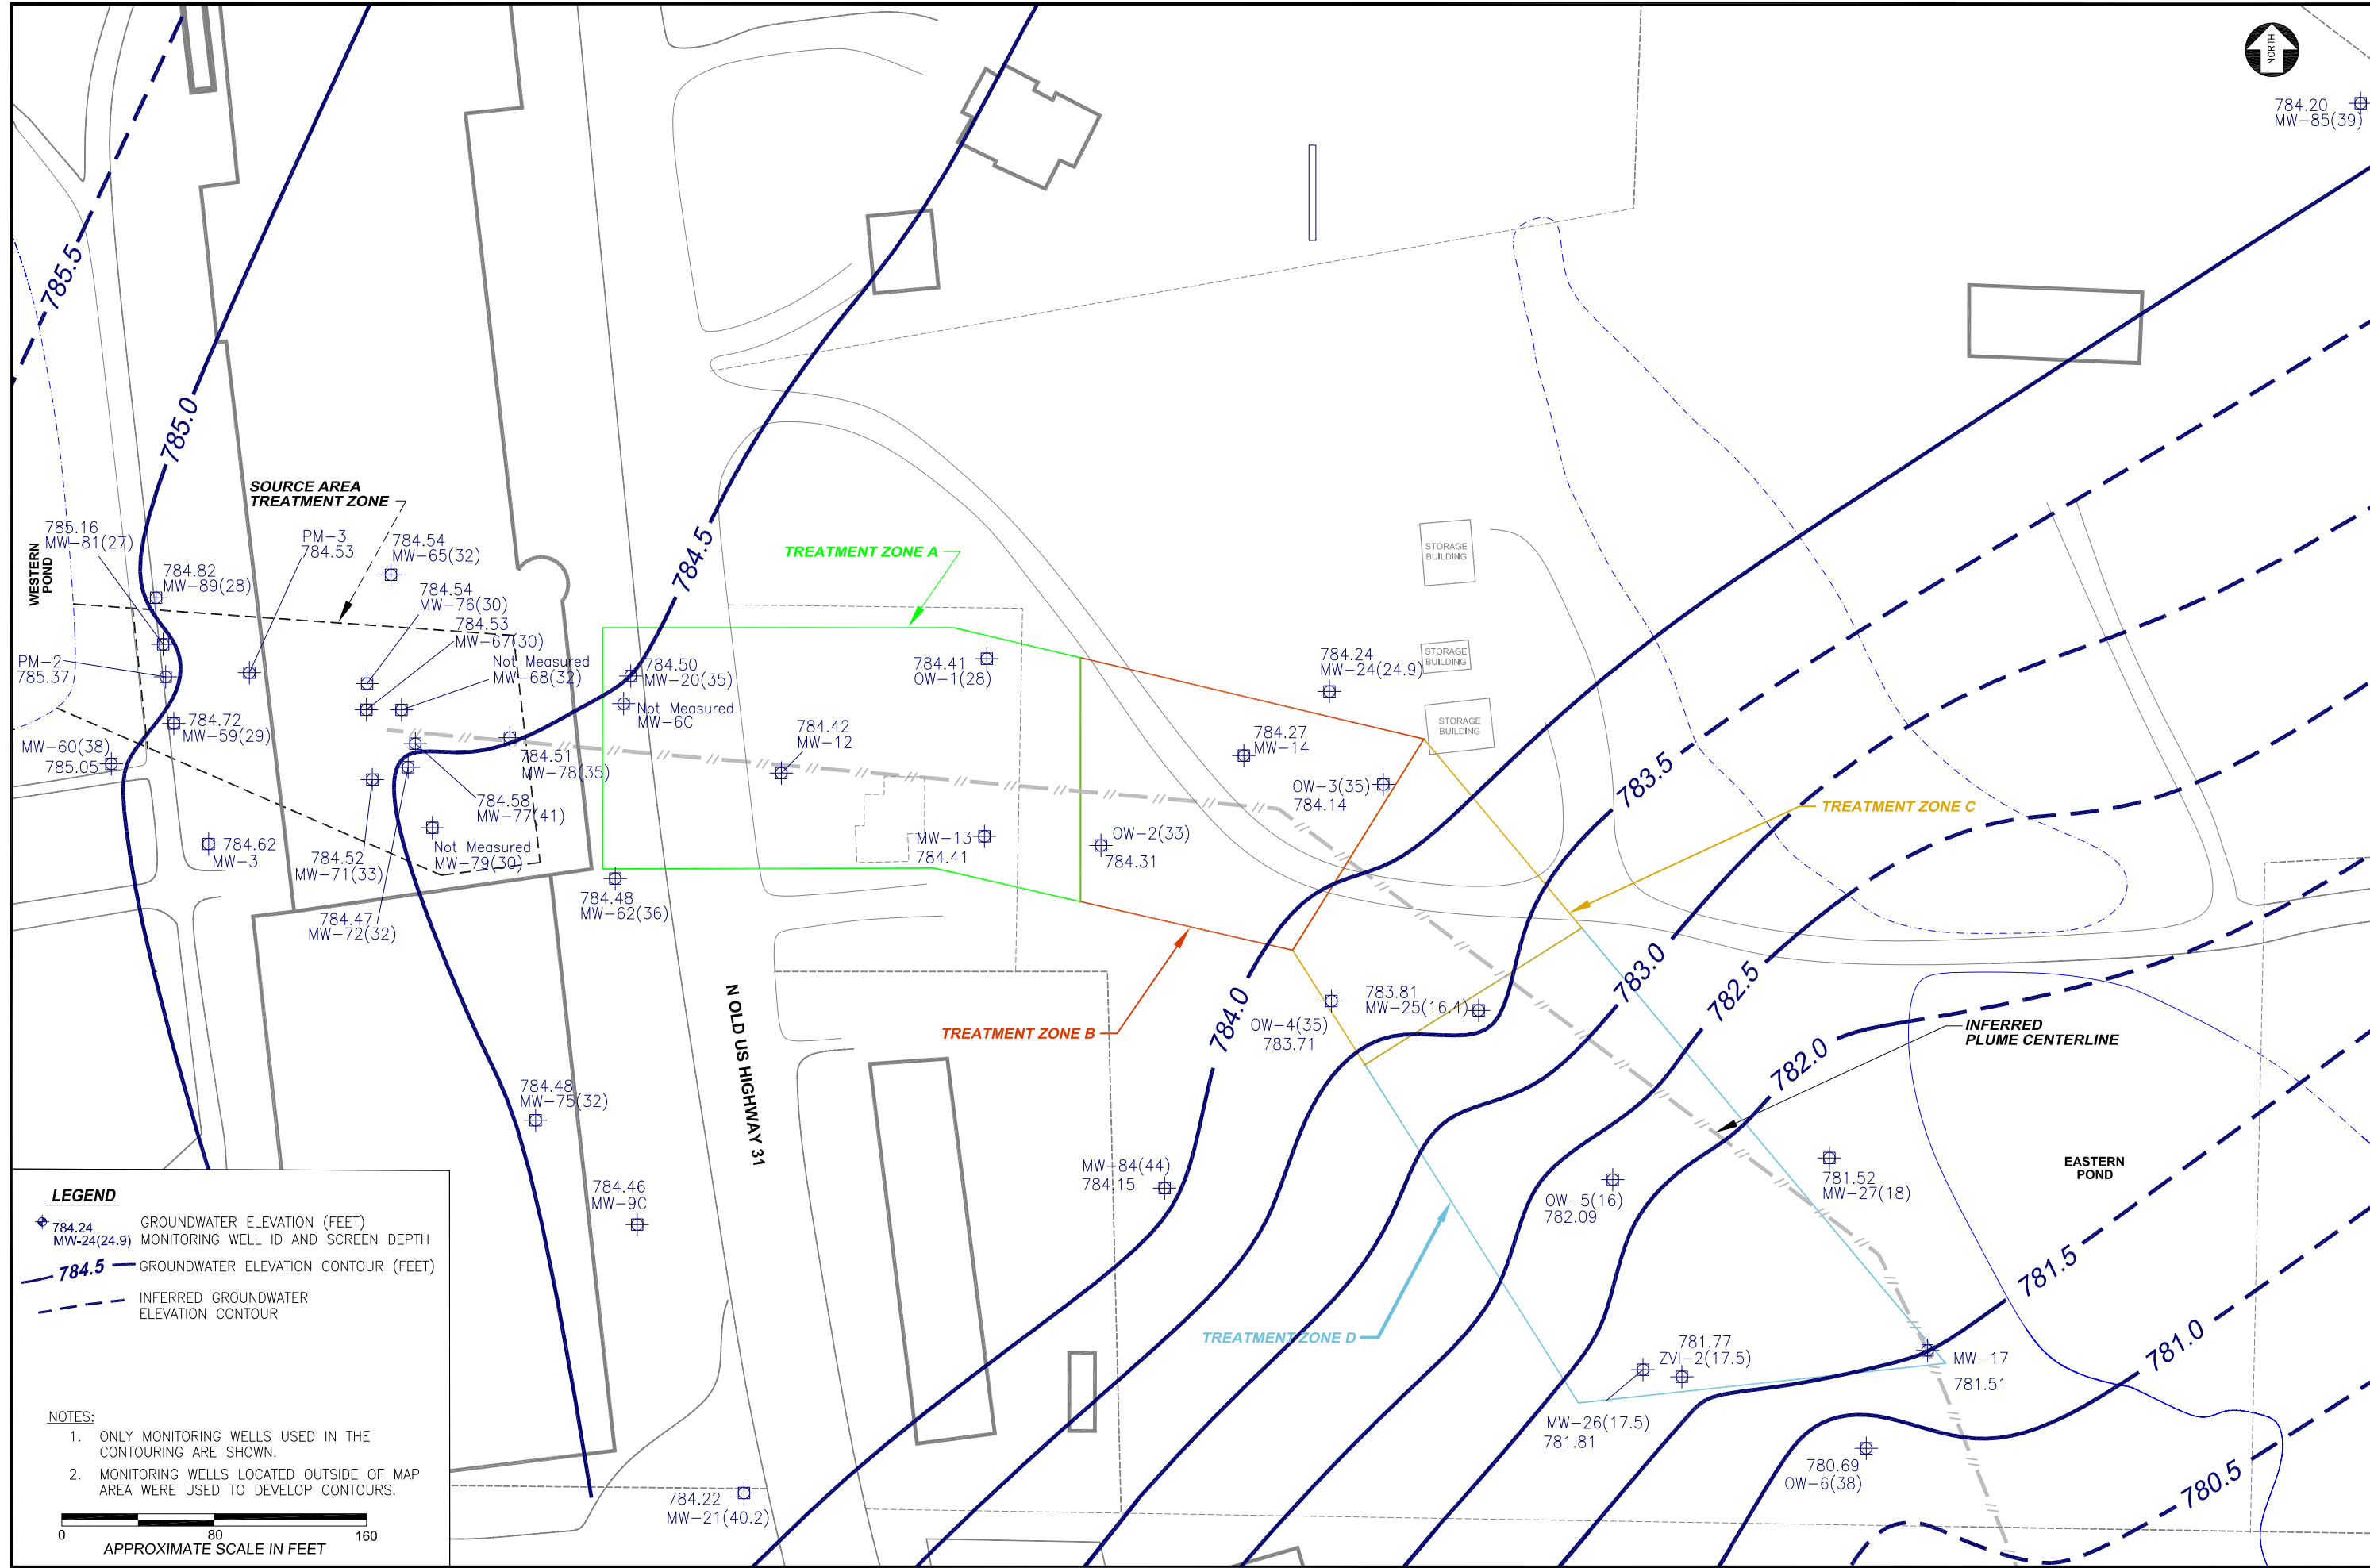 NORTH
784.20
MW-85(39)
785.5
785.0
784.5
SOURCE AREA
TREATMENT ZONE
785.16
MW-81(27)
PM-3
784.53
784.54
MW-65(32)
TREATMENT ZONE A
STORAGE
BUILDING
WESTERN
POND
784.82
MW-89(28)
784.54
MW-76(30)
784.53
MW-67(30)
Not Measured
MW-68(32)
PM-2
785.37
784.50
MW-20(35)
Not Measured
MW-6C
784.41
OW-1(28)
784.24
MW-24(24.9)
STORAGE
BUILDING
STORAGE
BUILDING
784.72
MW-59(29)
MW-60(38)
785.05
784.51
MW-78(35)
784.42
MW-12
784.27
MW-14
OW-3(35)
784.14
783.5
TREATMENT ZONE C
784.58
MW-77(41)
784.62
MW-3
784.52
MW-71(33)
Not Measured
MW-79(30)
MW-13
784.41
OW-2(33)
784.31
784.47
MW-72(32)
784.48
MW-62(36)
N OLD US HIGHWAY 31
TREATMENT ZONE B
784.0
783.81
MW-25(16.4)
OW-4(35)
783.71
783.0
782.5
782.0
INFERRED
PLUME CENTERLINE
784.48
MW-75(32)
784.46
MW-9C
MW-84(44)
784.15
OW-5(16)
782.09
781.52
MW-27(18)
EASTERN
POND
781.5
TREATMENT ZONE D
781.77
ZVI-2(17.5)
MW-17
781.51
781.0
MW-26(17.5)
781.81
780.69
OW-6(38)
780.5
784.22
MW-21(40.2)
LEGEND
784.24
MW-24(24.9)
GROUNDWATER ELEVATION (FEET)
MONITORING WELL ID AND SCREEN DEPTH
784.5
GROUNDWATER ELEVATION CONTOUR (FEET)
INFERRED GROUNDWATER
ELEVATION CONTOUR
NOTES:
1. ONLY MONITORING WELLS USED IN THE
CONTOURING ARE SHOWN.
2. MONITORING WELLS LOCATED OUTSIDE OF MAP
AREA WERE USED TO DEVELOP CONTOURS.
0 80 160
APPROXIMATE SCALE IN FEET